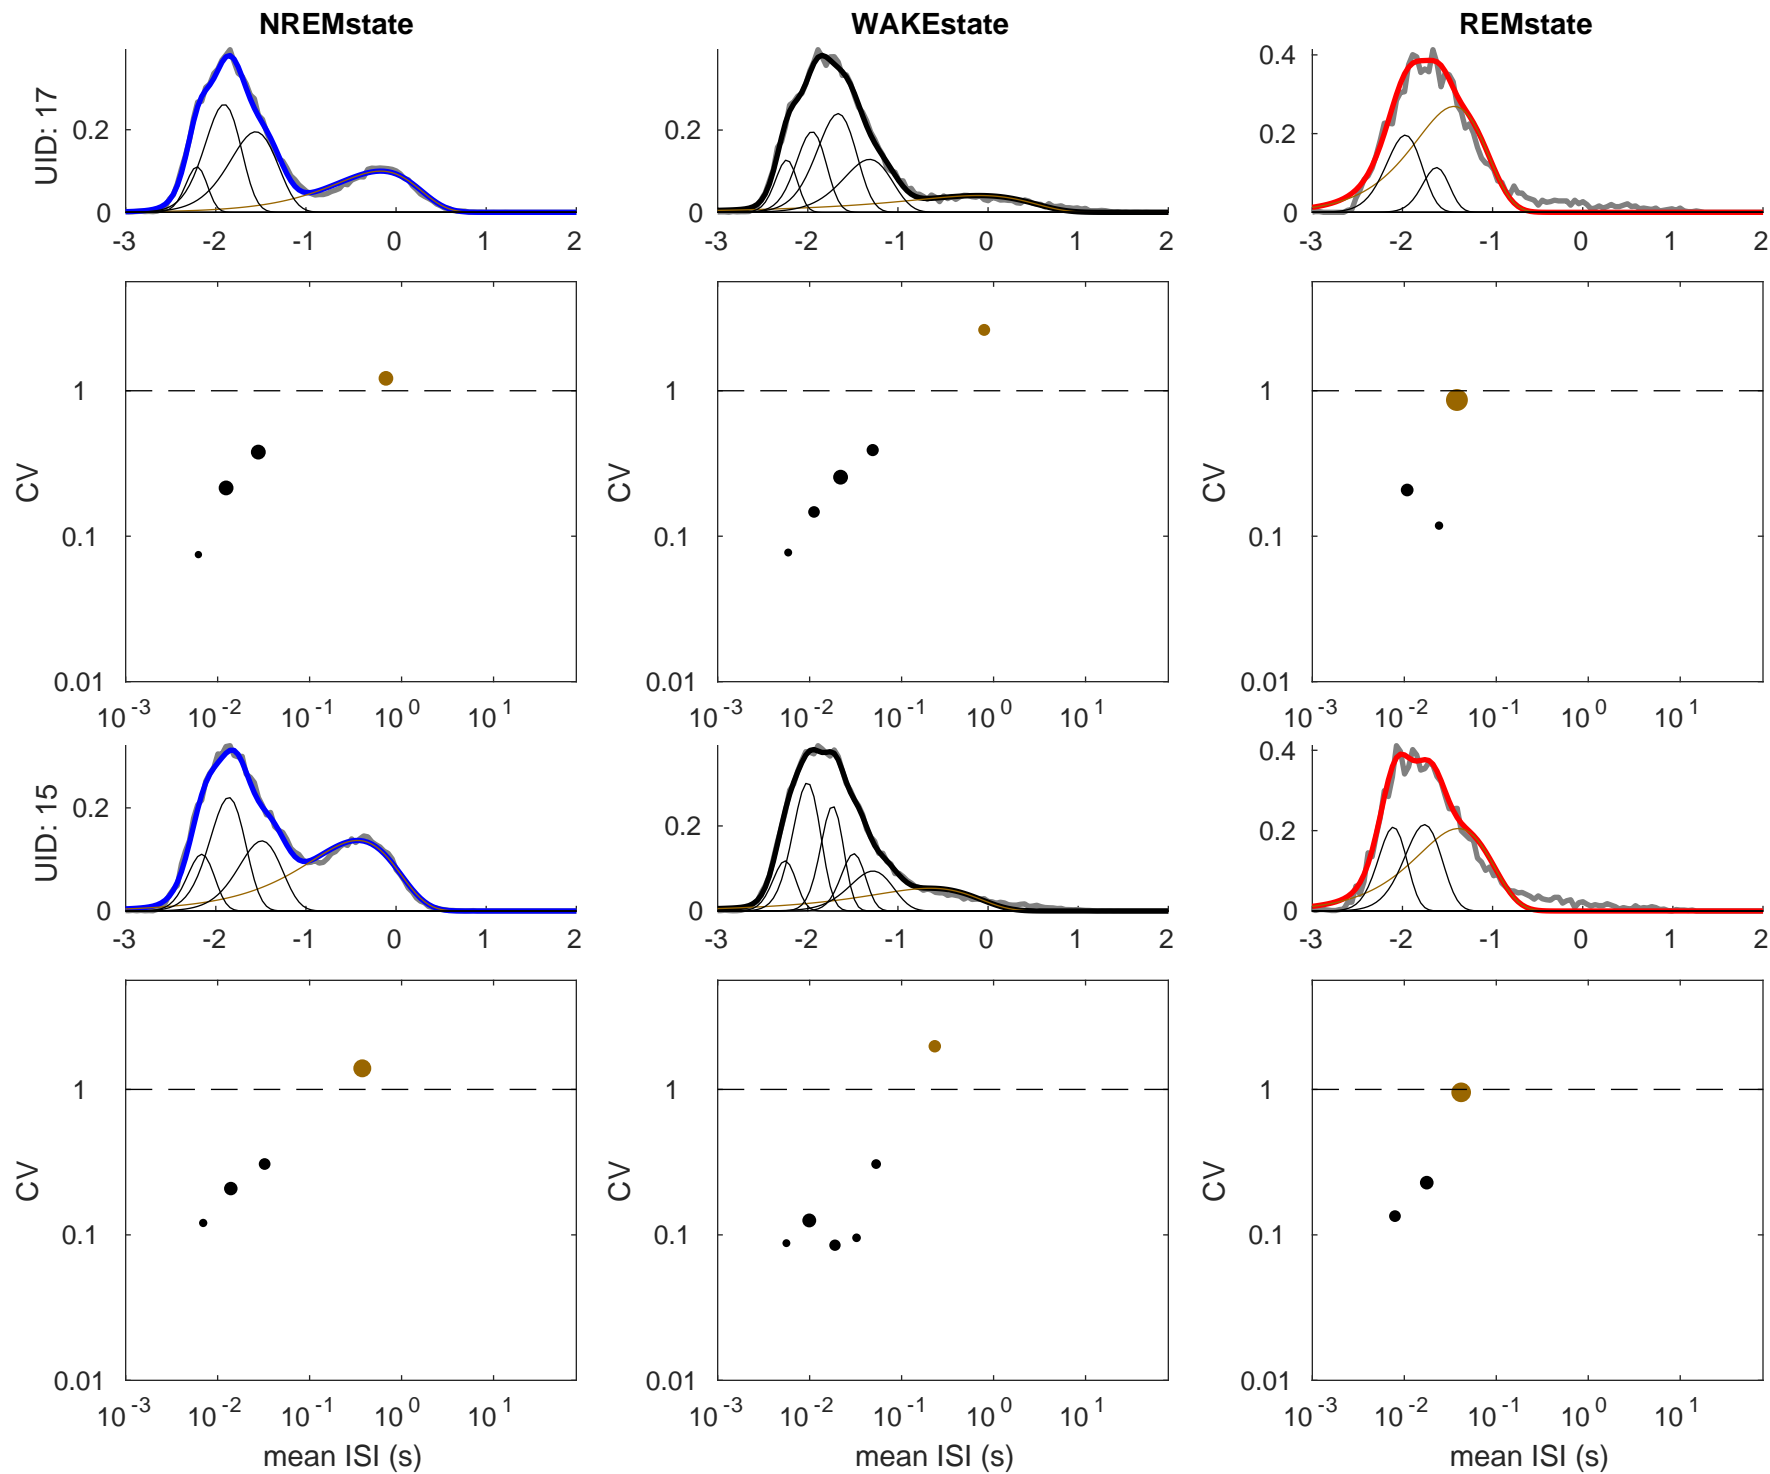 NREMstate WAKEstate REMstate
UID: 17
0.2 0.2 0.4 0.2
0 0 0
-3 -2 -1 0 1 2 -3 -2 -1 0 1 2 -3 -2 -1 0 1 2
CV CV CV
1 1 1
0.1 0.1 0.1
0.01 0.01 0.01
10^-3 10^-2 10^-1 10^0 10^1 10^-3 10^-2 10^-1 10^0 10^1 10^-3 10^-2 10^-1 10^0 10^1
UID: 15
0.2 0.2 0.4 0.2
0 0 0
-3 -2 -1 0 1 2 -3 -2 -1 0 1 2 -3 -2 -1 0 1 2
CV CV CV
1 1 1
0.1 0.1 0.1
0.01 0.01 0.01
10^-3 10^-2 10^-1 10^0 10^1 10^-3 10^-2 10^-1 10^0 10^1 10^-3 10^-2 10^-1 10^0 10^1
mean ISI (s) mean ISI (s) mean ISI (s)